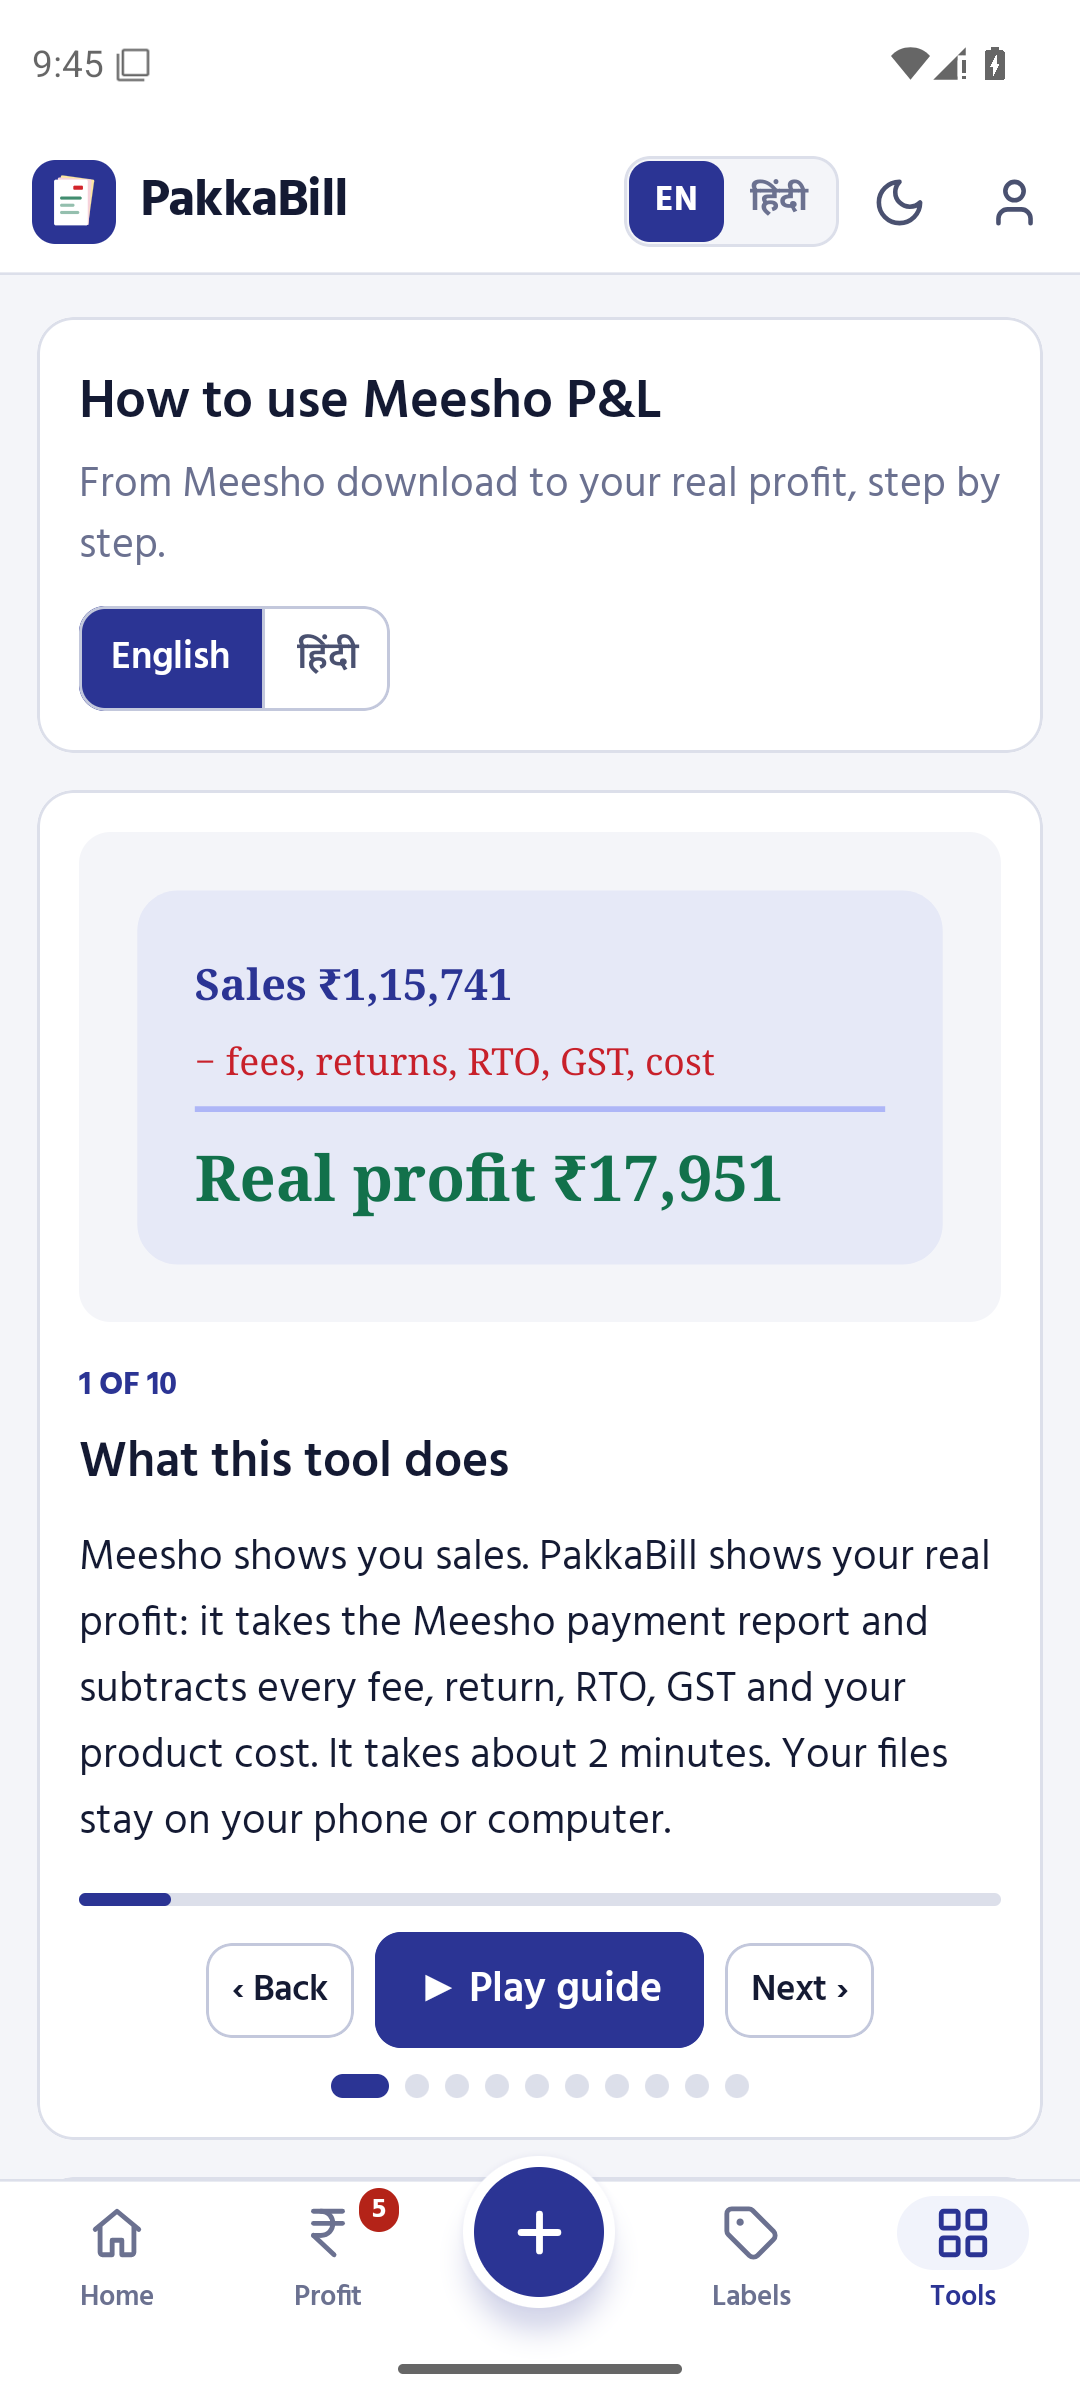 9:45
PakkaBill
EN हिंदी
How to use Meesho P&L
From Meesho download to your real profit, step by
step.
English हिंदी
Sales ₹1,15,741
− fees, returns, RTO, GST, cost
Real profit ₹17,951
1 OF 10
What this tool does
Meesho shows you sales. PakkaBill shows your real
profit: it takes the Meesho payment report and
subtracts every fee, return, RTO, GST and your
product cost. It takes about 2 minutes. Your files
stay on your phone or computer.
‹ Back ▶ Play guide Next ›
5
Home Profit Labels Tools